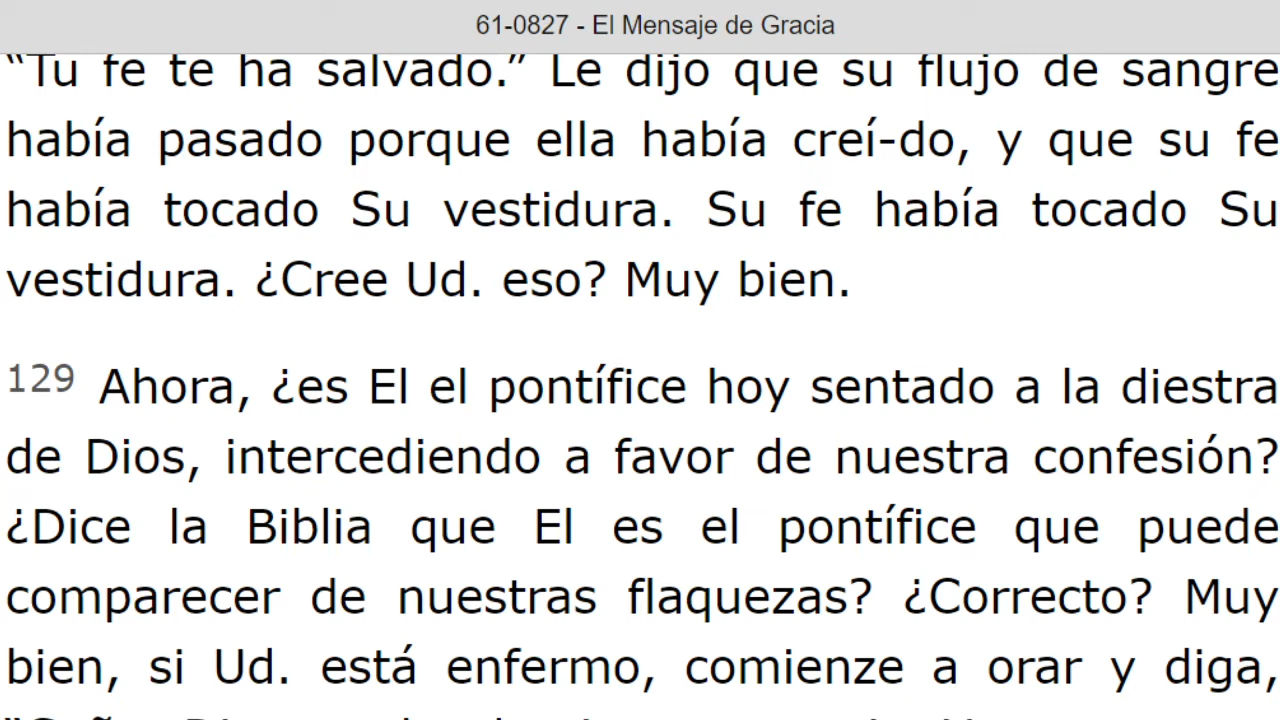 61-0827 - El Mensaje de Gracia
“Tu fe te ha salvado.” Le dijo que su flujo de sangre
había pasado porque ella había creí-do, y que su fe
había tocado Su vestidura. Su fe había tocado Su
vestidura. ¿Cree Ud. eso? Muy bien.
129 Ahora, ¿es El el pontífice hoy sentado a la diestra
de Dios, intercediendo a favor de nuestra confesión?
¿Dice la Biblia que El es el pontífice que puede
comparecer de nuestras flaquezas? ¿Correcto? Muy
bien, si Ud. está enfermo, comience a orar y diga,